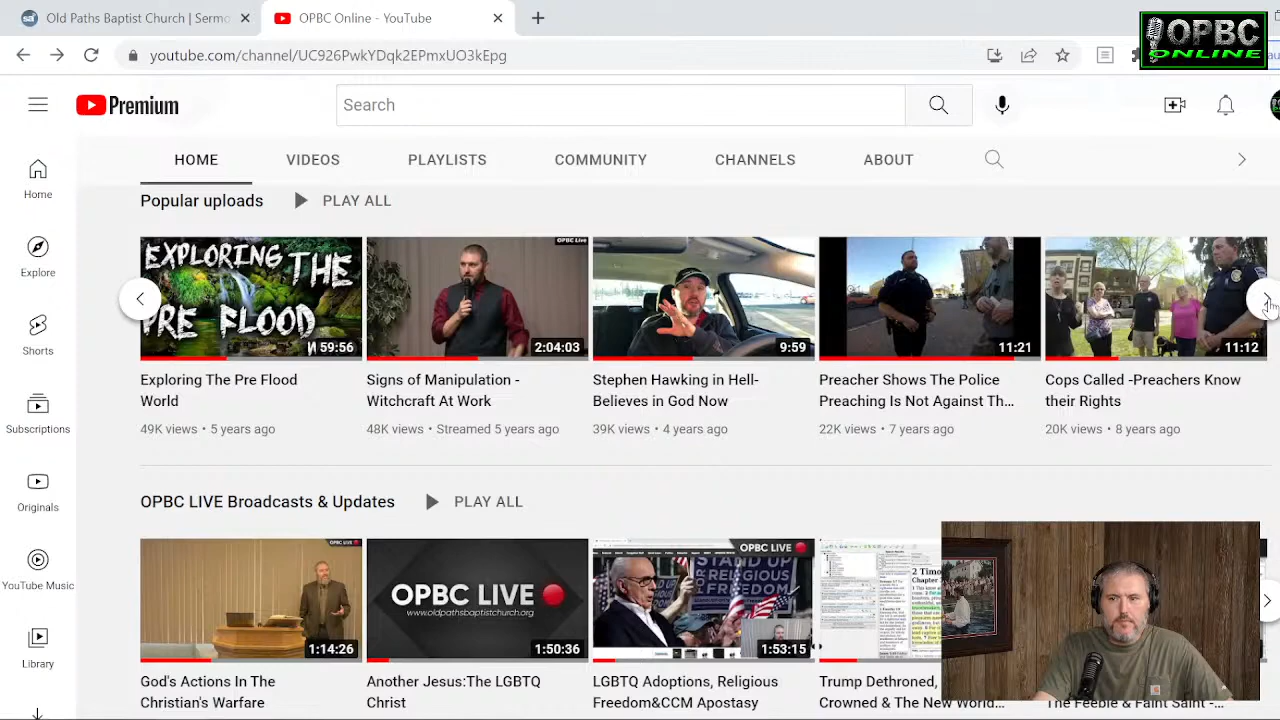 Old Paths Baptist Church | Sermo
OPBC Online - YouTube
OPBC
ONLINE
youtube.com/channel/UC926PwkYDqk2EPm
Premium
Search
HOME
VIDEOS
PLAYLISTS
COMMUNITY
CHANNELS
ABOUT
Home
Explore
Shorts
Subscriptions
Originals
YouTube Music
Library
Popular uploads
PLAY ALL
EXPLORING THE
PRE FLOOD
59:56
Exploring The Pre Flood
World
49K views • 5 years ago
OPBC Live
2:04:03
Signs of Manipulation -
Witchcraft At Work
48K views • Streamed 5 years ago
9:59
Stephen Hawking in Hell-
Believes in God Now
39K views • 4 years ago
11:21
Preacher Shows The Police
Preaching Is Not Against Th...
22K views • 7 years ago
11:12
Cops Called -Preachers Know
their Rights
20K views • 8 years ago
OPBC LIVE Broadcasts & Updates
PLAY ALL
1:14:26
God's Actions In The
Christian's Warfare
OPBC LIVE
www.oldpathsbaptistchurch.org
1:50:36
Another Jesus:The LGBTQ
Christ
OPBC LIVE
STAND UP
RELIGIOUS
FREEDOM
1:53:15
LGBTQ Adoptions, Religious
Freedom&CCM Apostasy
2 Timo
Chapter
Trump Dethroned,
Crowned & The New World...
The Feeble & Faint Saint -...